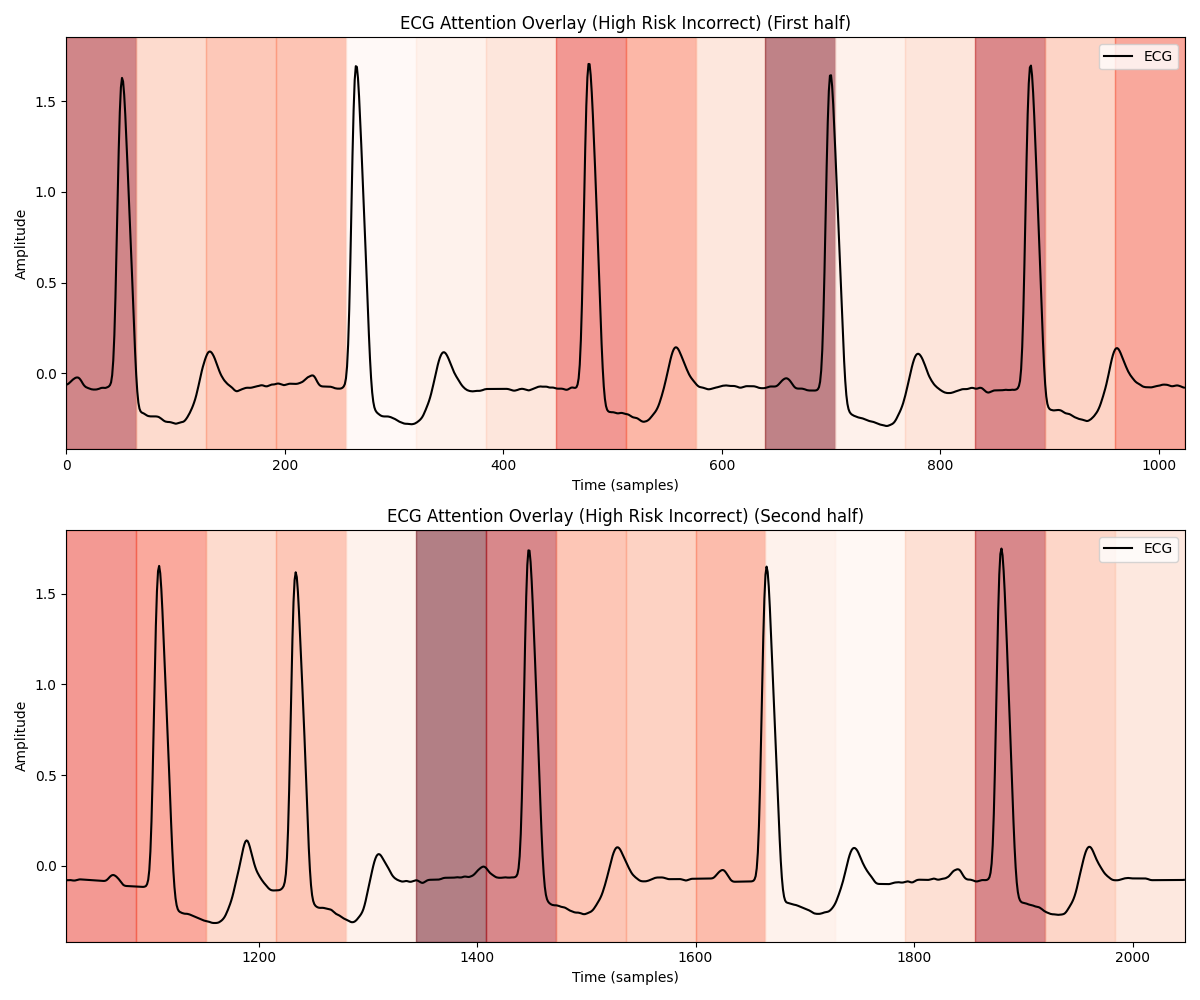 ECG Attention Overlay (High Risk Incorrect) (First half)
ECG
Amplitude
1.5
1.0
0.5
0.0
0 200 400 600 800 1000
Time (samples)
ECG Attention Overlay (High Risk Incorrect) (Second half)
ECG
Amplitude
1.5
1.0
0.5
0.0
1200 1400 1600 1800 2000
Time (samples)